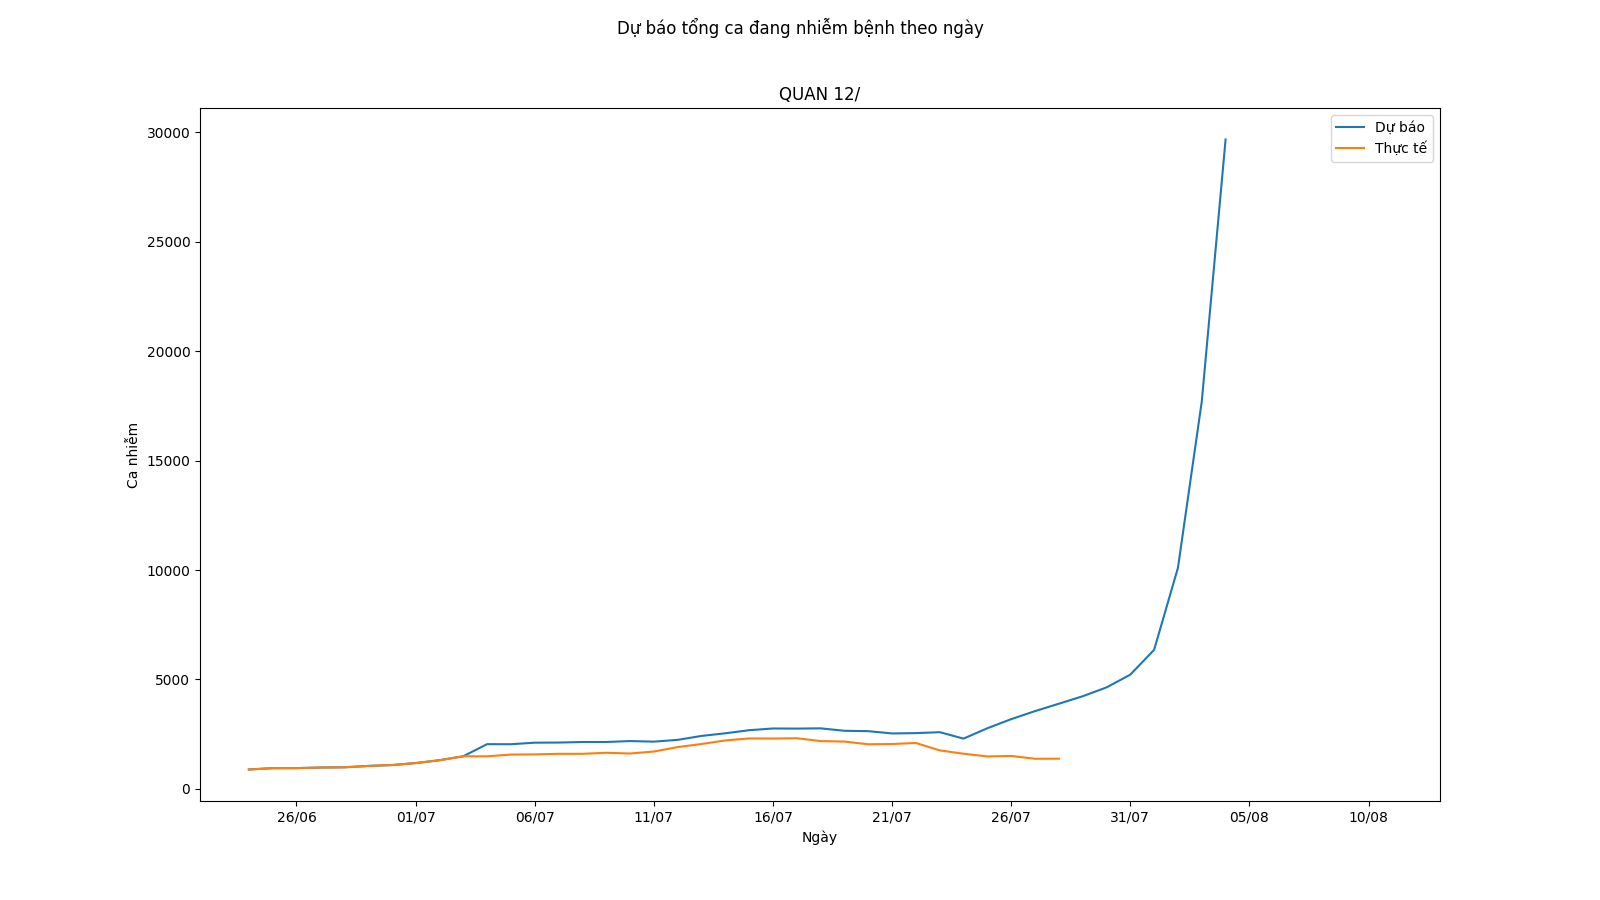 Dự báo tổng ca đang nhiễm bệnh theo ngày
QUAN 12/
Dự báo
Thực tế
Ca nhiễm
30000
25000
20000
15000
10000
5000
0
26/06
01/07
06/07
11/07
16/07
21/07
26/07
31/07
05/08
10/08
Ngày